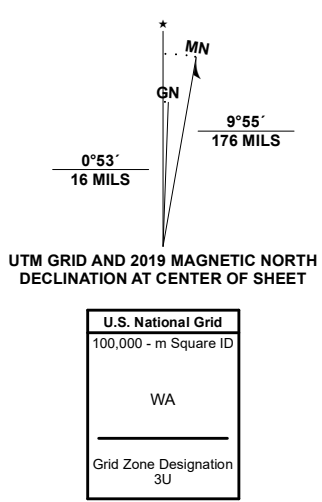 ★
MN
GN
9°55´
176 MILS
0°53´
16 MILS
UTM GRID AND 2019 MAGNETIC NORTH
DECLINATION AT CENTER OF SHEET
U.S. National Grid
100,000 - m Square ID
WA
Grid Zone Designation
3U